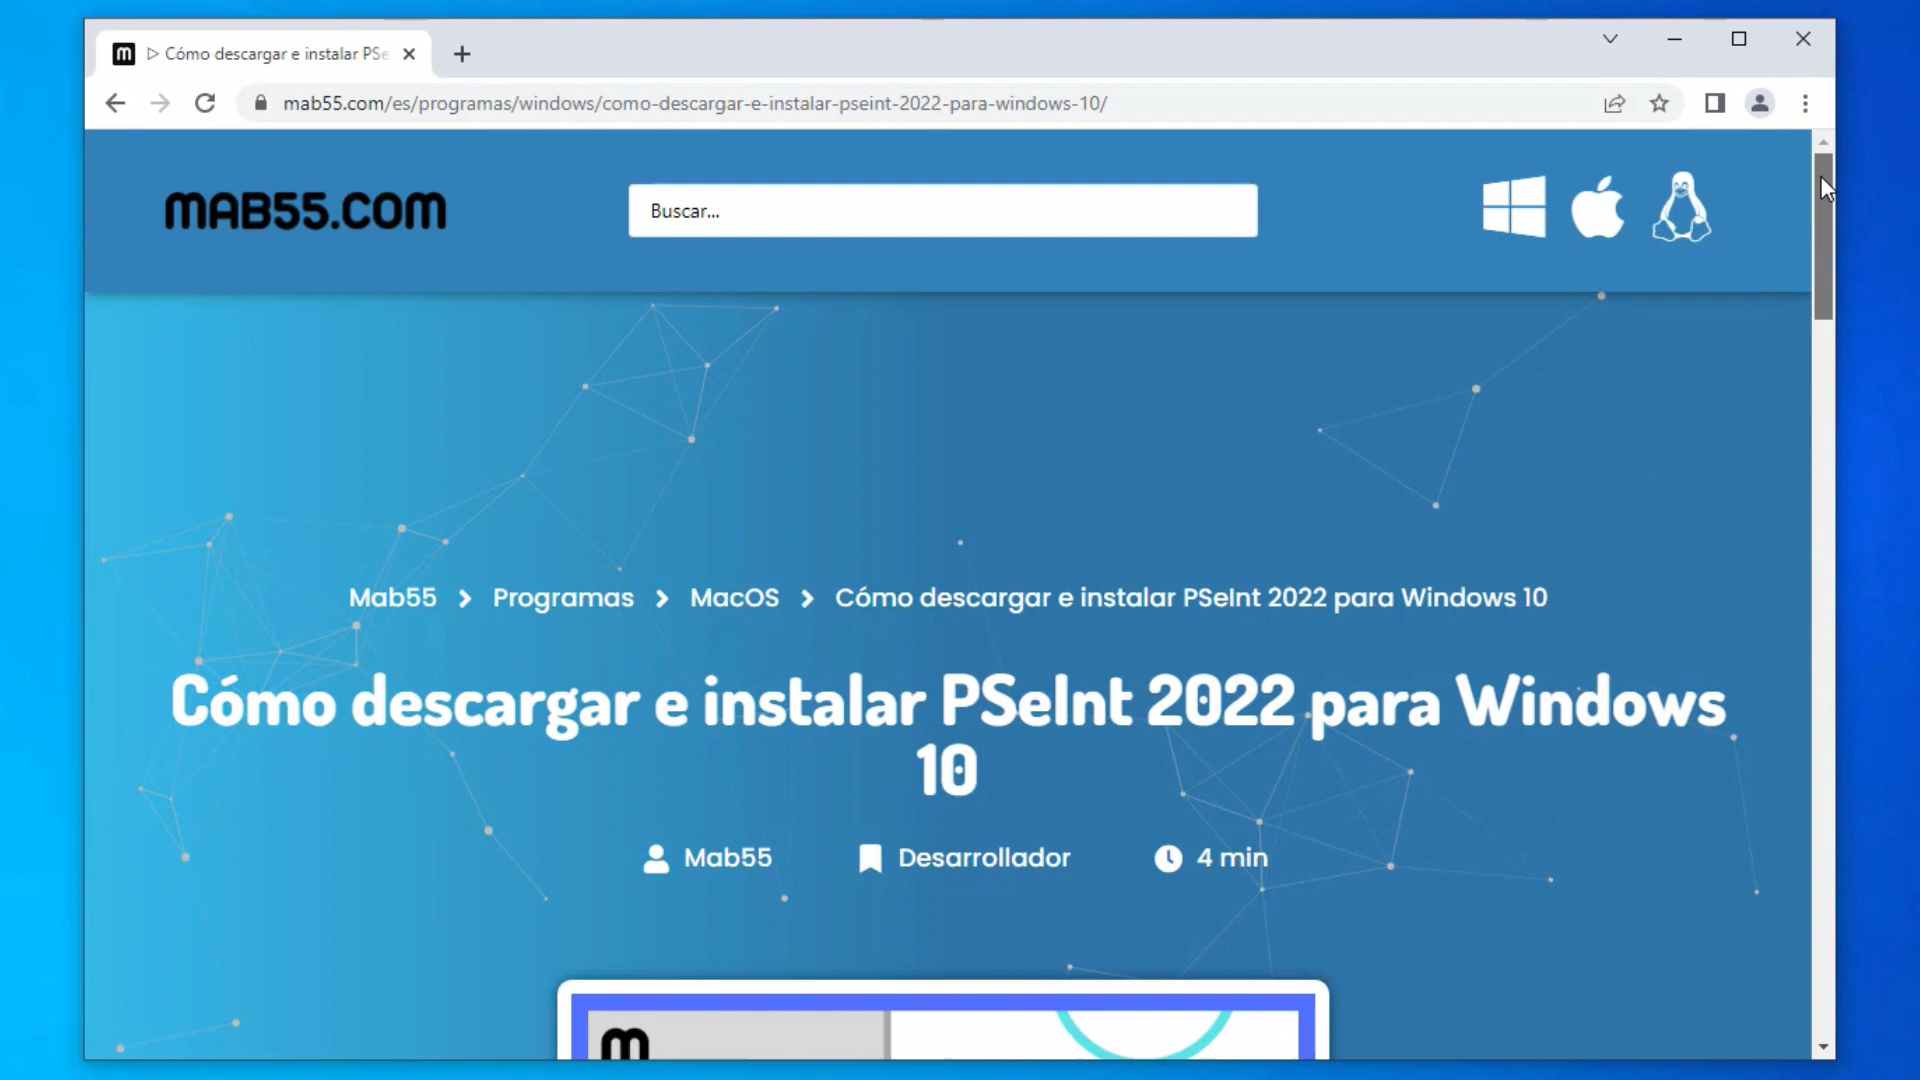 ▷ Cómo descargar e instalar PSe
mab55.com/es/programas/windows/como-descargar-e-instalar-pseint-2022-para-windows-10/
MAB55.COM
Buscar...
Mab55 > Programas > MacOS > Cómo descargar e instalar PSeInt 2022 para Windows 10
Cómo descargar e instalar PSeInt 2022 para Windows
10
Mab55 Desarrollador 4 min
m